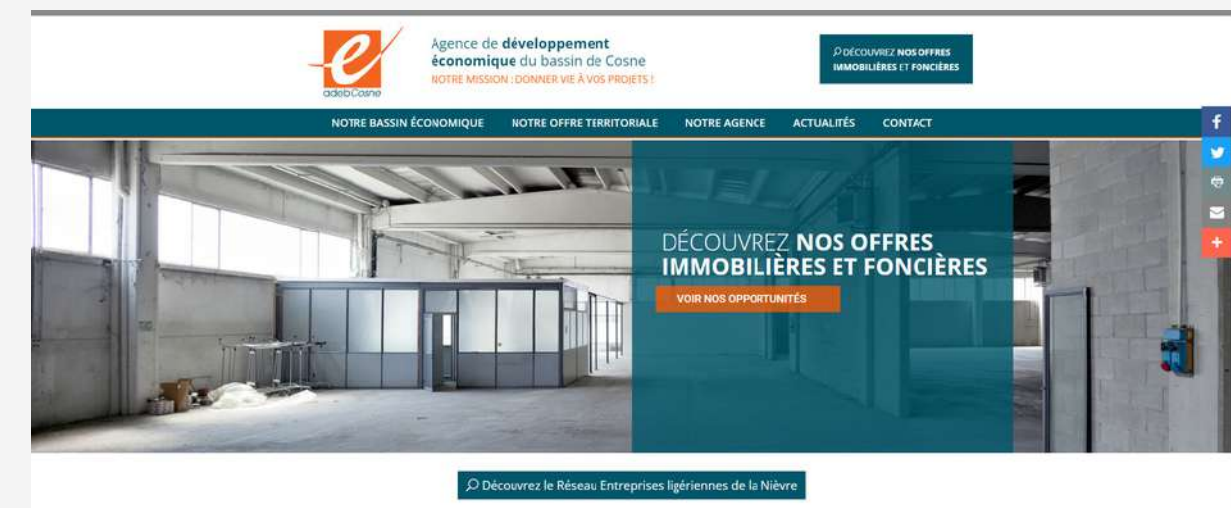 e
adebCosne
Agence de développement
économique du bassin de Cosne
NOTRE MISSION : DONNER VIE À VOS PROJETS !
DÉCOUVREZ NOS OFFRES
IMMOBILIÈRES ET FONCIÈRES
NOTRE BASSIN ÉCONOMIQUE NOTRE OFFRE TERRITORIALE NOTRE AGENCE ACTUALITÉS CONTACT
DÉCOUVREZ NOS OFFRES
IMMOBILIÈRES ET FONCIÈRES
VOIR NOS OPPORTUNITÉS
Découvrez le Réseau Entreprises ligériennes de la Nièvre